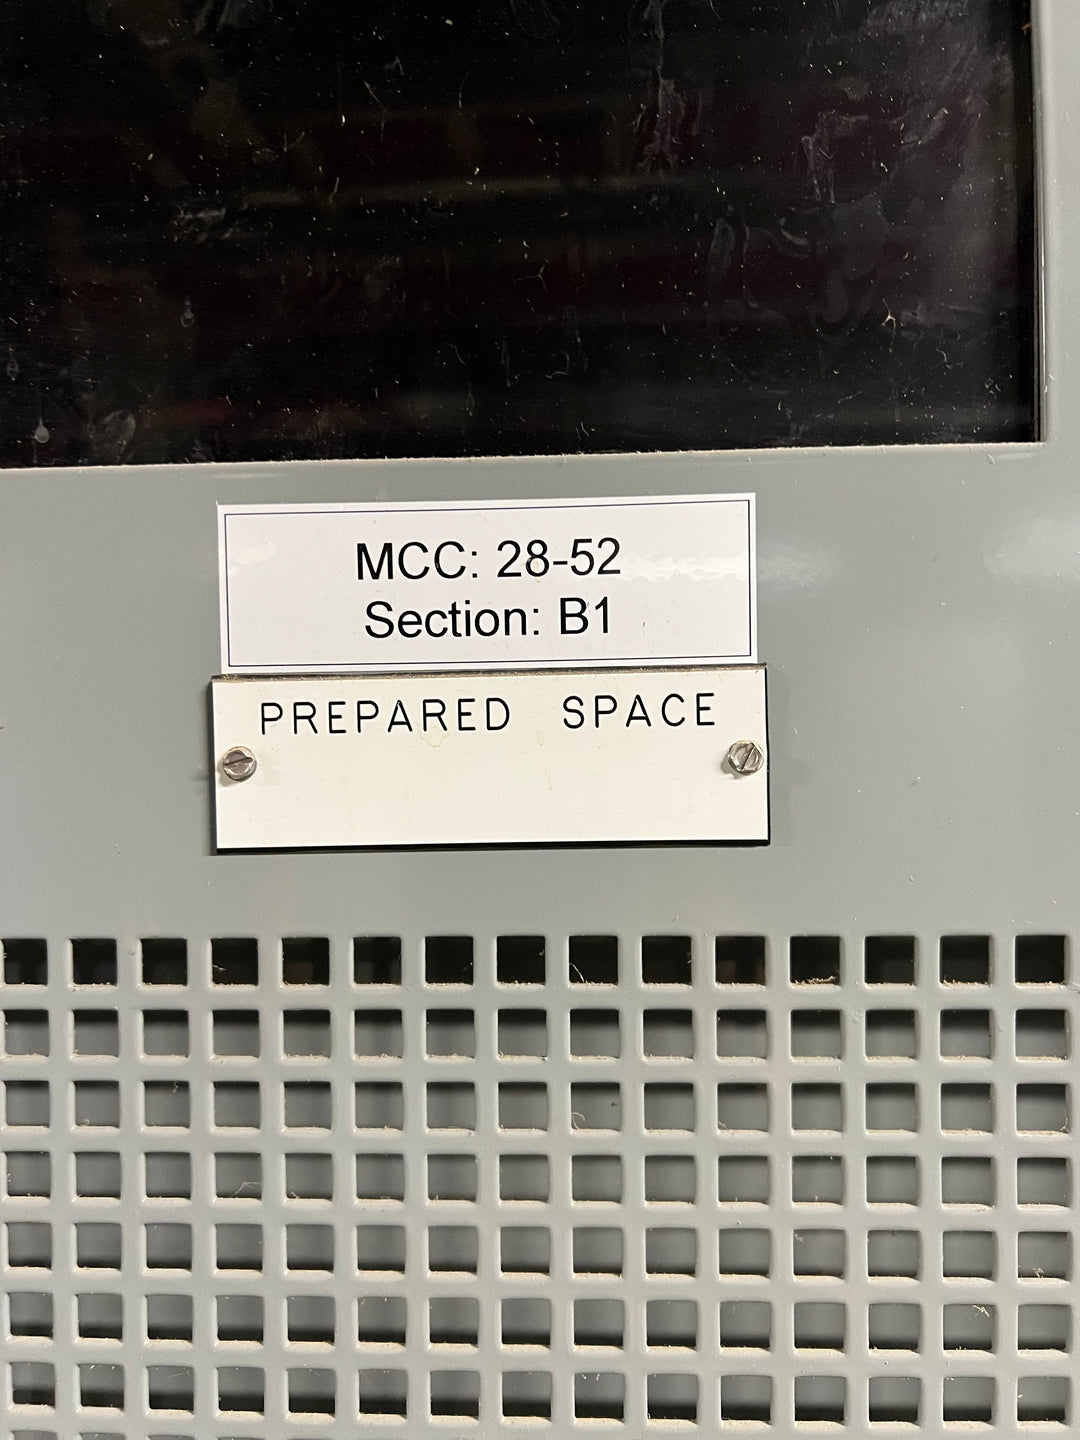 MCC: 28-52
Section: B1
PREPARED SPACE